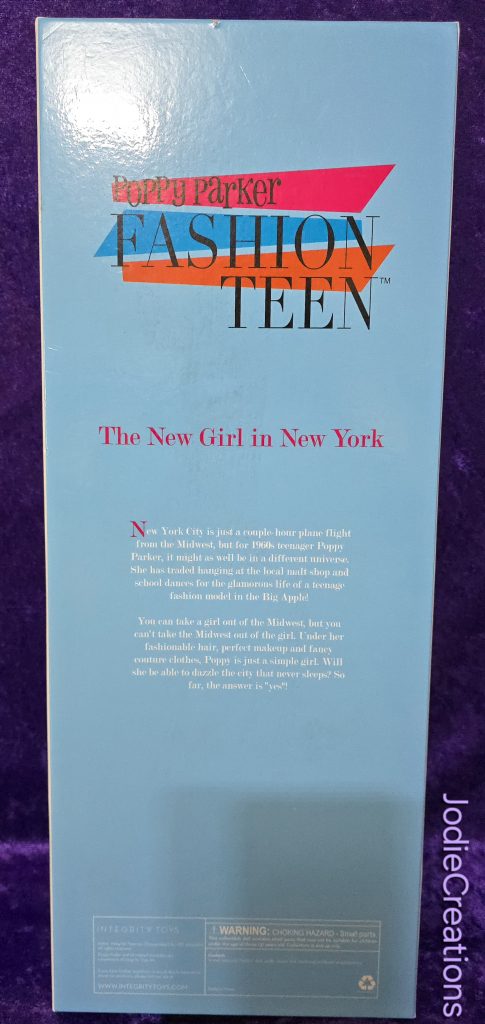 POPPY PARKER
FASHION
TEEN™
The New Girl in New York
New York City is just a couple-hour plane flight
from the Midwest, but for 1960s teenager Poppy
Parker, it might as well be in a different universe.
She has traded hanging at the local malt shop and
school dances for the glamorous life of a teenage
fashion model in the Big Apple!
You can take a girl out of the Midwest, but you
can't take the Midwest out of the girl. Under her
fashionable hair, perfect makeup and fancy
couture clothes, Poppy is just a simple girl. Will
she be able to dazzle the city that never sleeps? So
far, the answer is "yes"!
INTEGRITY TOYS
WWW.INTEGRITYTOYS.COM
! WARNING: CHOKING HAZARD - Small parts
JodieCreations